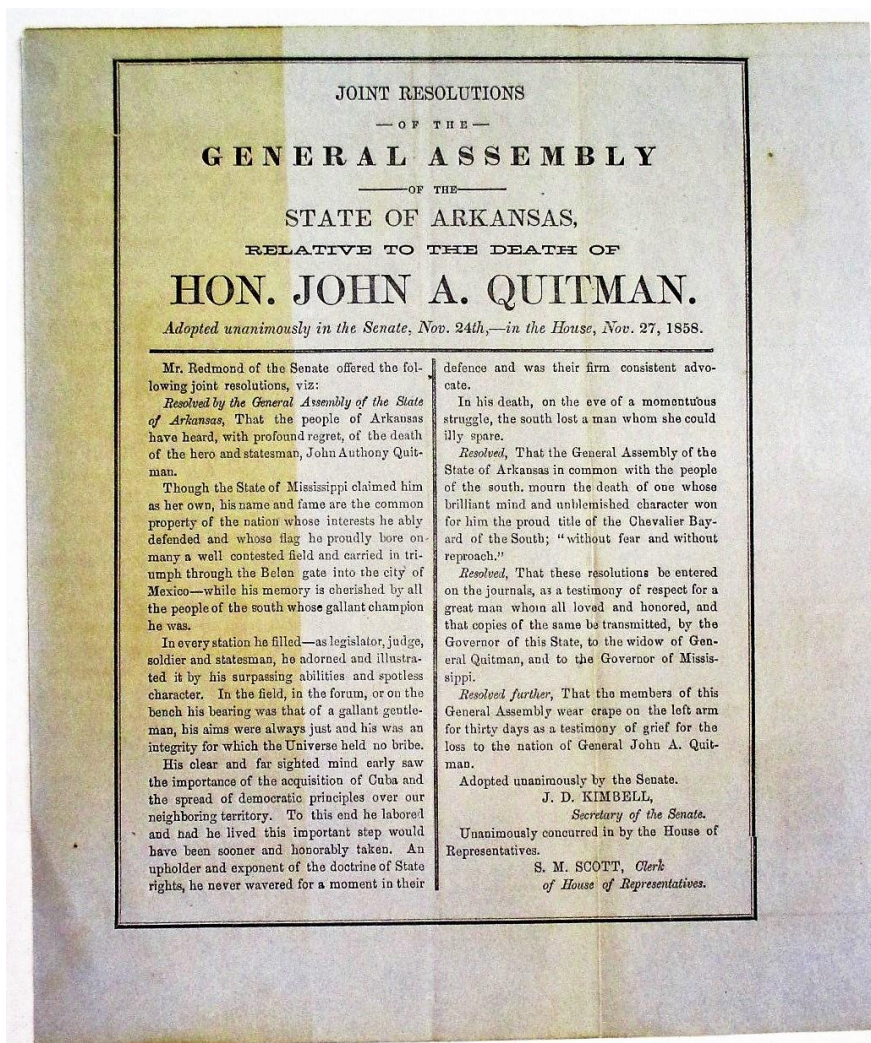 JOINT RESOLUTIONS
— OF THE —
GENERAL ASSEMBLY
——OF THE——
STATE OF ARKANSAS,
RELATIVE TO THE DEATH OF
HON. JOHN A. QUITMAN.
Adopted unanimously in the Senate, Nov. 24th,—in the House, Nov. 27, 1858.
Mr. Redmond of the Senate offered the fol-
lowing joint resolutions, viz:
Resolved by the General Assembly of the State
of Arkansas, That the people of Arkansas
have heard, with profound regret, of the death
of the hero and statesman, John Authony Quit-
man.
Though the State of Mississippi claimed him
as her own, his name and fame are the common
property of the nation whose interests he ably
defended and whose flag he proudly bore on
many a well contested field and carried in tri-
umph through the Belen gate into the city of
Mexico—while his memory is cherished by all
the people of the south whose gallant champion
he was.
In every station he filled—as legislator, judge,
soldier and statesman, he adorned and illustra-
ted it by his surpassing abilities and spotless
character. In the field, in the forum, or on the
bench his bearing was that of a gallant gentle-
man, his aims were always just and his was an
integrity for which the Universe held no bribe.
His clear and far sighted mind early saw
the importance of the acquisition of Cuba and
the spread of democratic principles over our
neighboring territory. To this end he labored
and had he lived this important step would
have been sooner and honorably taken. An
upholder and exponent of the doctrine of State
rights, he never wavered for a moment in their
defence and was their firm consistent advo-
cate.
In his death, on the eve of a momentubus
struggle, the south lost a man whom she could
illy spare.
Resolved, That the General Assembly of the
State of Arkansas in common with the people
of the south. mourn the death of one whose
brilliant mind and unblemished character won
for him the proud title of the Chevalier Bay-
ard of the South; "without fear and without
reproach."
Resolved, That these resolutions be entered
on the journals, as a testimony of respect for a
great man whom all loved and honored, and
that copies of the same be transmitted, by the
Governor of this State, to the widow of Gen-
eral Quitman, and to the Governor of Missis-
sippi.
Resolved further, That the members of this
General Assembly wear crape on the left arm
for thirty days as a testimony of grief for the
loss to the nation of General John A. Quit-
man.
Adopted unanimously by the Senate.
J. D. KIMBELL,
Secretary of the Senate.
Unanimously concurred in by the House of
Representatives.
S. M. SCOTT, Clerk
of House of Representatives.